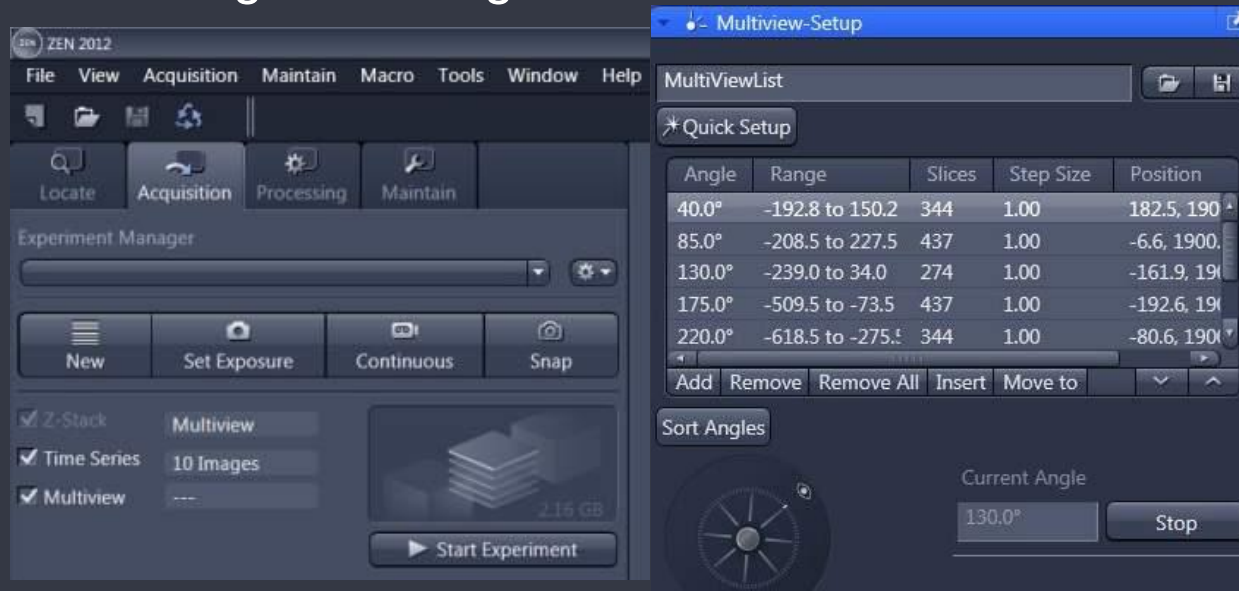 ZEN ZEN 2012
File View Acquisition Maintain Macro Tools Window Help
Locate Acquisition Processing Maintain
Experiment Manager
New Set Exposure Continuous Snap
Z-Stack Multiview
Time Series 10 Images
Multiview ---
2.16 GB
Start Experiment
Multiview-Setup
MultiViewList
Quick Setup
Angle Range Slices Step Size Position
40.0° -192.8 to 150.2 344 1.00 182.5, 190
85.0° -208.5 to 227.5 437 1.00 -6.6, 1900.
130.0° -239.0 to 34.0 274 1.00 -161.9, 190
175.0° -509.5 to -73.5 437 1.00 -192.6, 190
220.0° -618.5 to -275.5 344 1.00 -80.6, 1900
Add Remove Remove All Insert Move to
Sort Angles
Current Angle
130.0° Stop